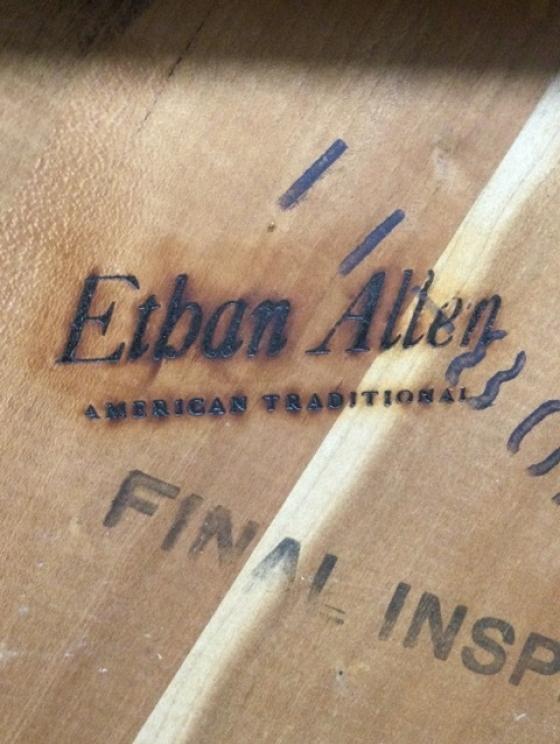 Ethan Allen
AMERICAN TRADITIONAL
FINAL INSP